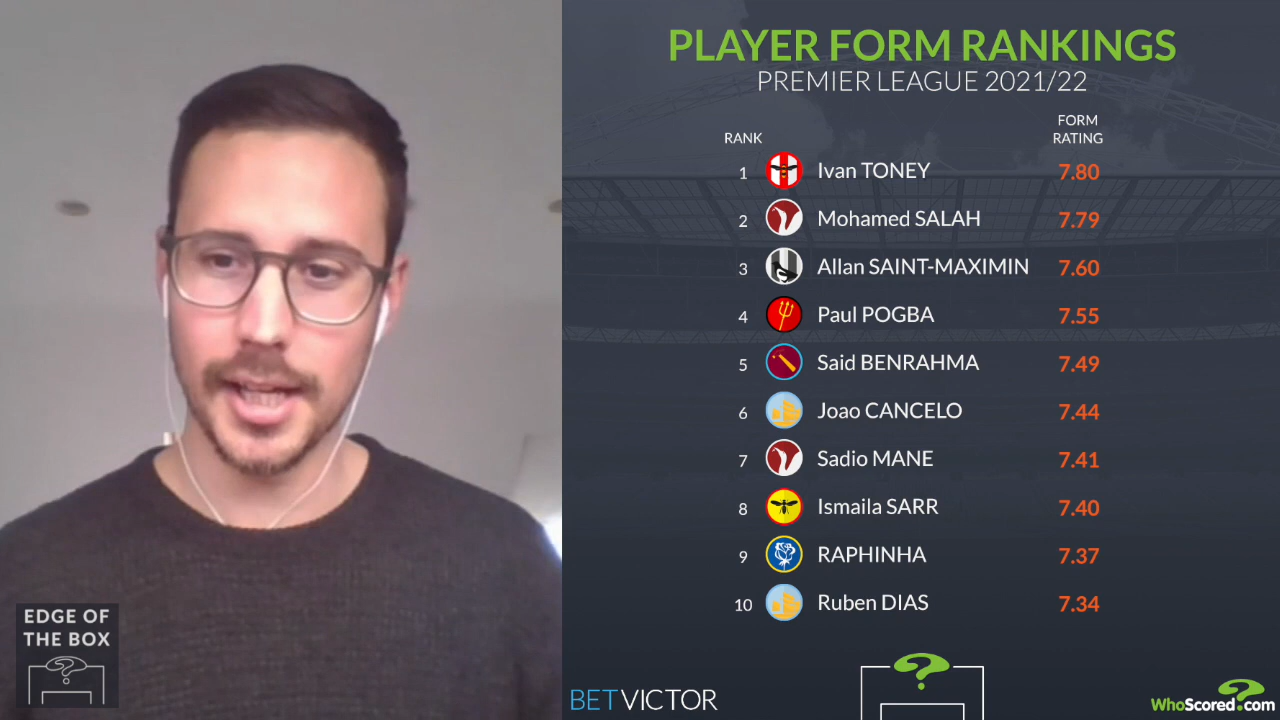 PLAYER FORM RANKINGS
PREMIER LEAGUE 2021/22
RANK FORM RATING
1 Ivan TONEY 7.80
2 Mohamed SALAH 7.79
3 Allan SAINT-MAXIMIN 7.60
4 Paul POGBA 7.55
5 Said BENRAHMA 7.49
6 Joao CANCELO 7.44
7 Sadio MANE 7.41
8 Ismaila SARR 7.40
9 RAPHINHA 7.37
10 Ruben DIAS 7.34
EDGE OF
THE BOX
BETVICTOR
WhoScored.com